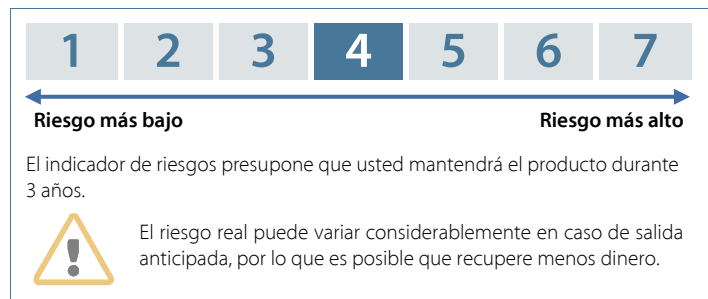 1 2 3 4 5 6 7
Riesgo más bajo Riesgo más alto
El indicador de riesgos presupone que usted mantendrá el producto durante
3 años.
El riesgo real puede variar considerablemente en caso de salida
anticipada, por lo que es posible que recupere menos dinero.